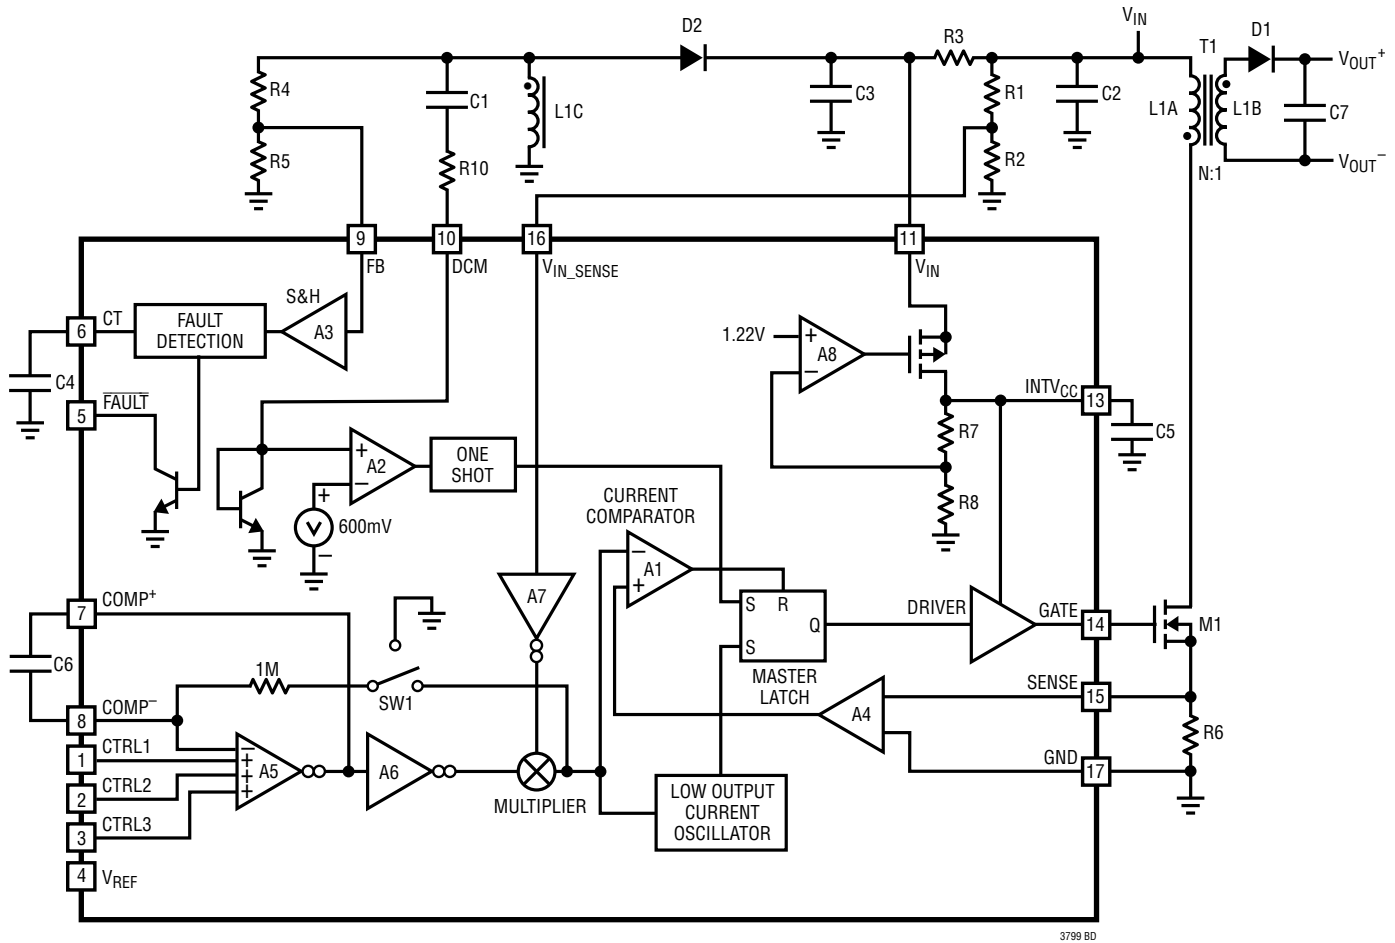 D2
VIN
R3
T1
D1
VOUT+
R4
C1
L1C
C3
R1
C2
L1A
L1B
C7
R5
R10
R2
N:1
VOUT–
9
10
16
11
FB
DCM
VIN_SENSE
VIN
S&H
6
CT
FAULT
DETECTION
A3
1.22V
+
–
A8
C4
5
FAULT
INTVCC
13
C5
R7
+
–
A2
ONE
SHOT
R8
+
–
600mV
CURRENT
COMPARATOR
–
+
A1
A7
7
COMP+
S
R
Q
S
DRIVER
GATE
14
M1
C6
1M
SW1
MASTER
LATCH
SENSE
15
8
COMP–
A4
R6
1
CTRL1
–
+
+
+
A5
A6
GND
17
2
CTRL2
MULTIPLIER
LOW OUTPUT
CURRENT
OSCILLATOR
3
CTRL3
4
VREF
3799 BD